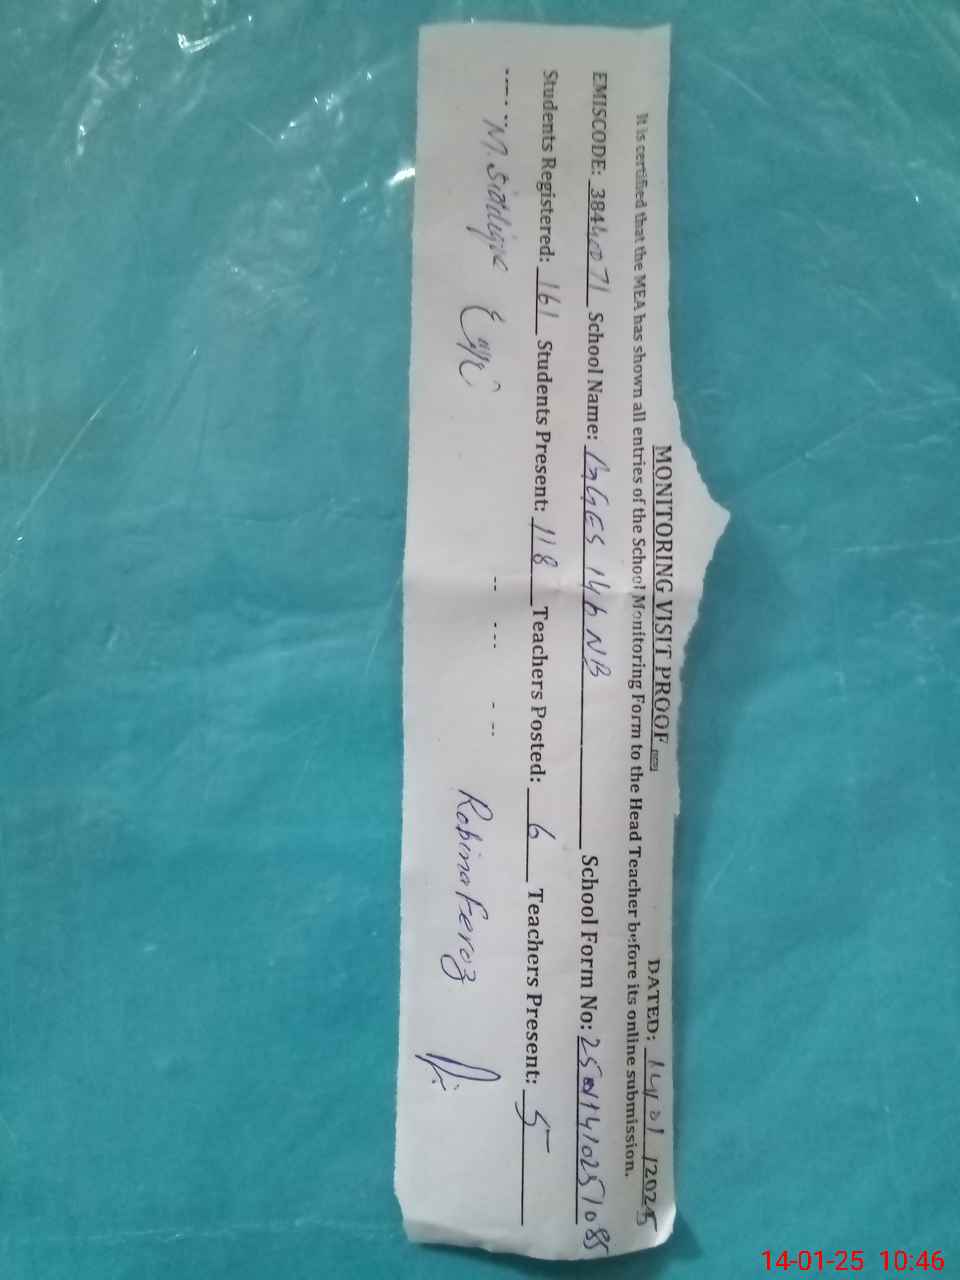 MONITORING VISIT PROOF
DATED: 14/01/2025
It is certified that the MEA has shown all entries of the School Monitoring Form to the Head Teacher before its online submission.
EMISCODE: 38440071 School Name: GGES 146 NB School Form No:
Students Registered: 161 Students Present: 118 Teachers Posted: 6 Teachers Present: 5
M. Siddique Robina Feroz
14-01-25 10:46